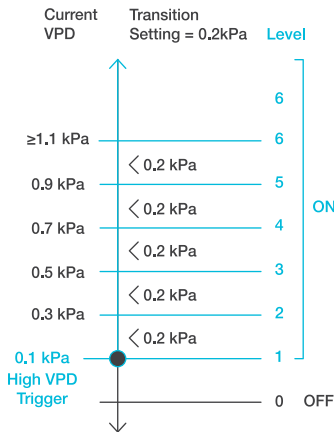 Current VPD
Transition Setting = 0.2kPa
Level
6
≥1.1 kPa
6
< 0.2 kPa
0.9 kPa
5
< 0.2 kPa
ON
0.7 kPa
4
< 0.2 kPa
0.5 kPa
3
< 0.2 kPa
0.3 kPa
2
< 0.2 kPa
0.1 kPa
1
High VPD
Trigger
0
OFF